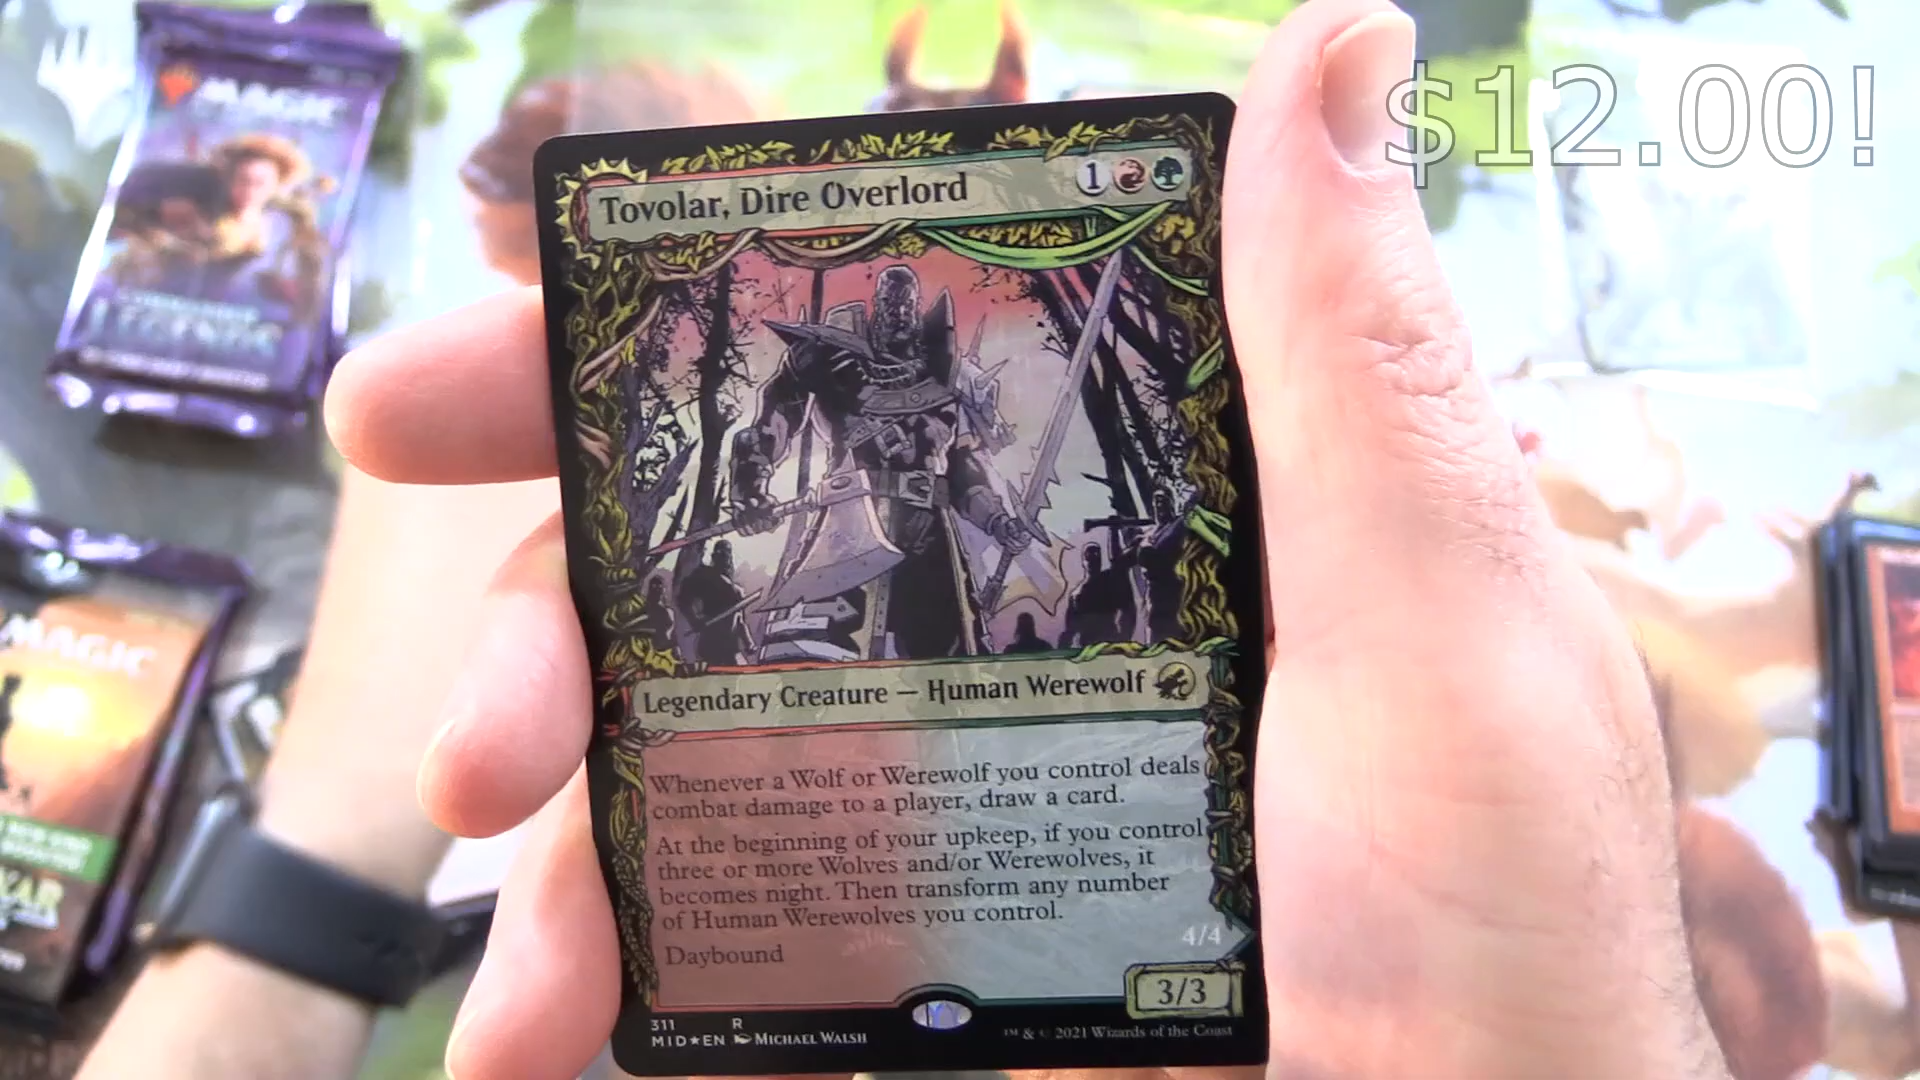 $12.00!
MAGIC
LEGENDS
Tovolar, Dire Overlord
1
Legendary Creature — Human Werewolf
Whenever a Wolf or Werewolf you control deals
combat damage to a player, draw a card.
At the beginning of your upkeep, if you control
three or more Wolves and/or Werewolves, it
becomes night. Then transform any number
of Human Werewolves you control.
Daybound
4/4
3/3
311 R
MID★EN MICHAEL WALSH
™ & © 2021 Wizards of the Coast
MAGIC